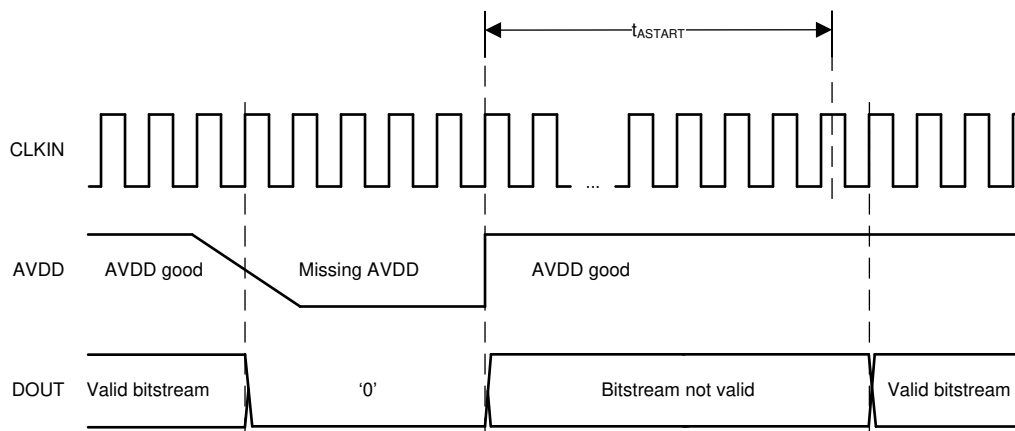 tASTART
CLKIN
...
AVDD AVDD good Missing AVDD AVDD good
DOUT Valid bitstream ‘0’ Bitstream not valid Valid bitstream